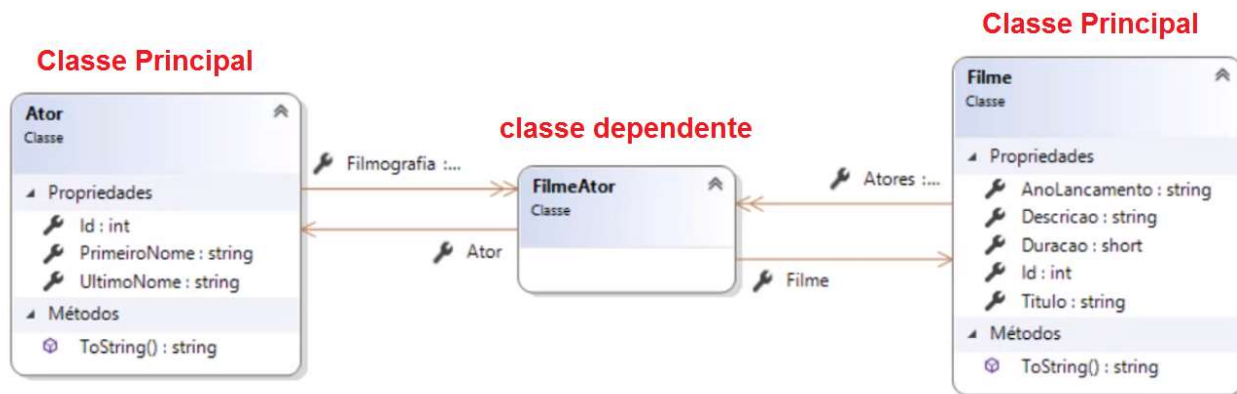 Classe Principal
Ator
Classe
Propriedades
Id : int
PrimeiroNome : string
UltimoNome : string
Métodos
ToString() : string
Filmografia :...
Ator
classe dependente
FilmeAtor
Classe
Atores :...
Filme
Classe Principal
Filme
Classe
Propriedades
AnoLancamento : string
Descricao : string
Duracao : short
Id : int
Titulo : string
Métodos
ToString() : string